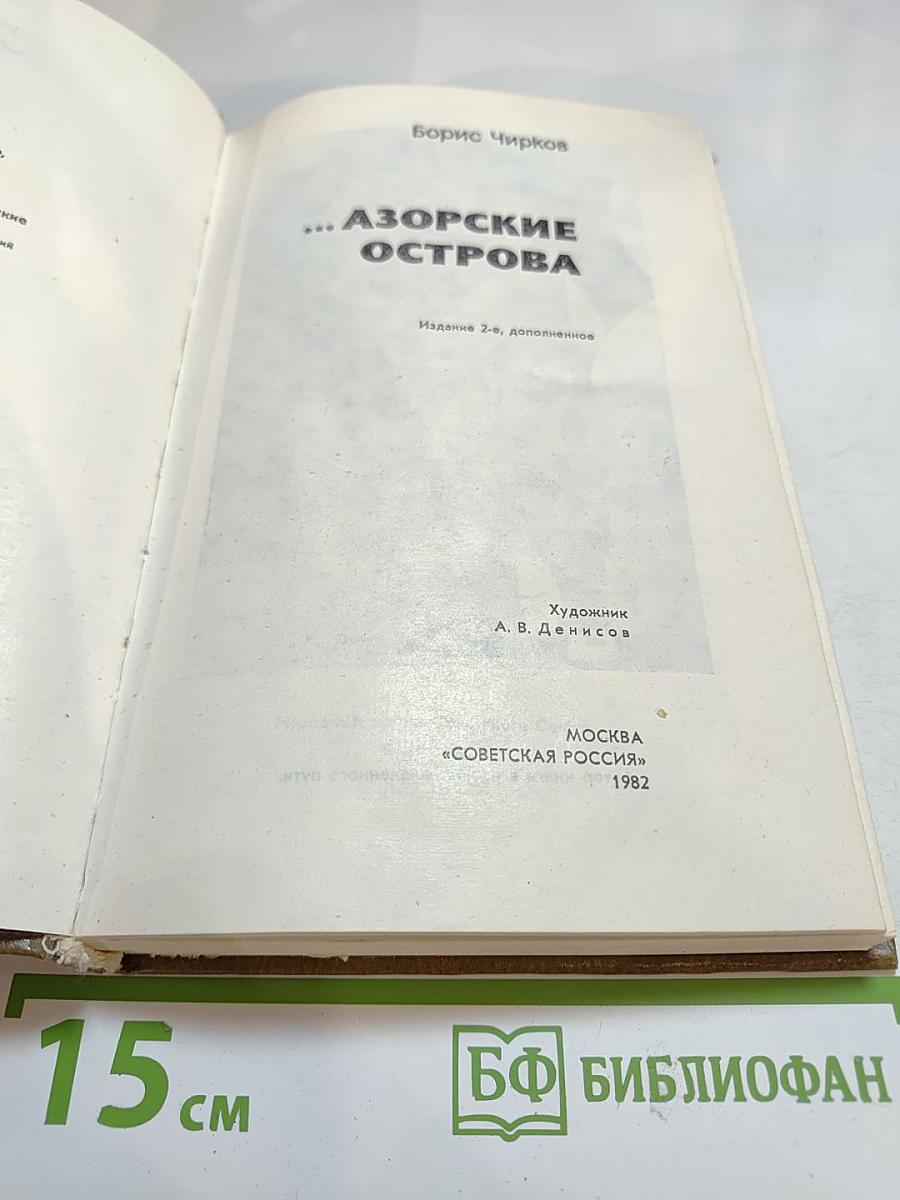 Борис Чирков
... АЗОРСКИЕ
ОСТРОВА
Издание 2-е, дополненное
Художник
А. В. Денисов
МОСКВА
«СОВЕТСКАЯ РОССИЯ»
1982
15 см
БФ БИБЛИОФАН